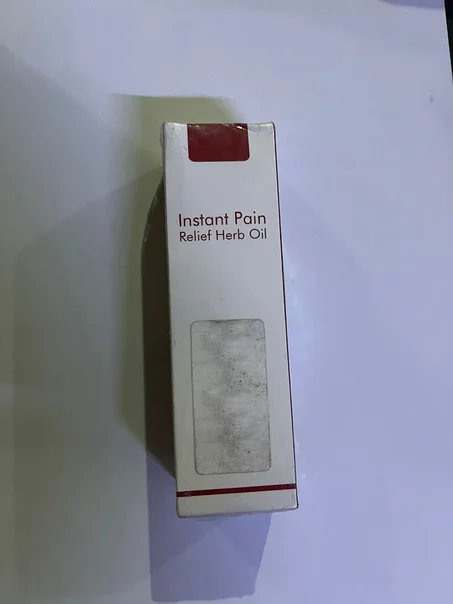 Instant Pain
Relief Herb Oil